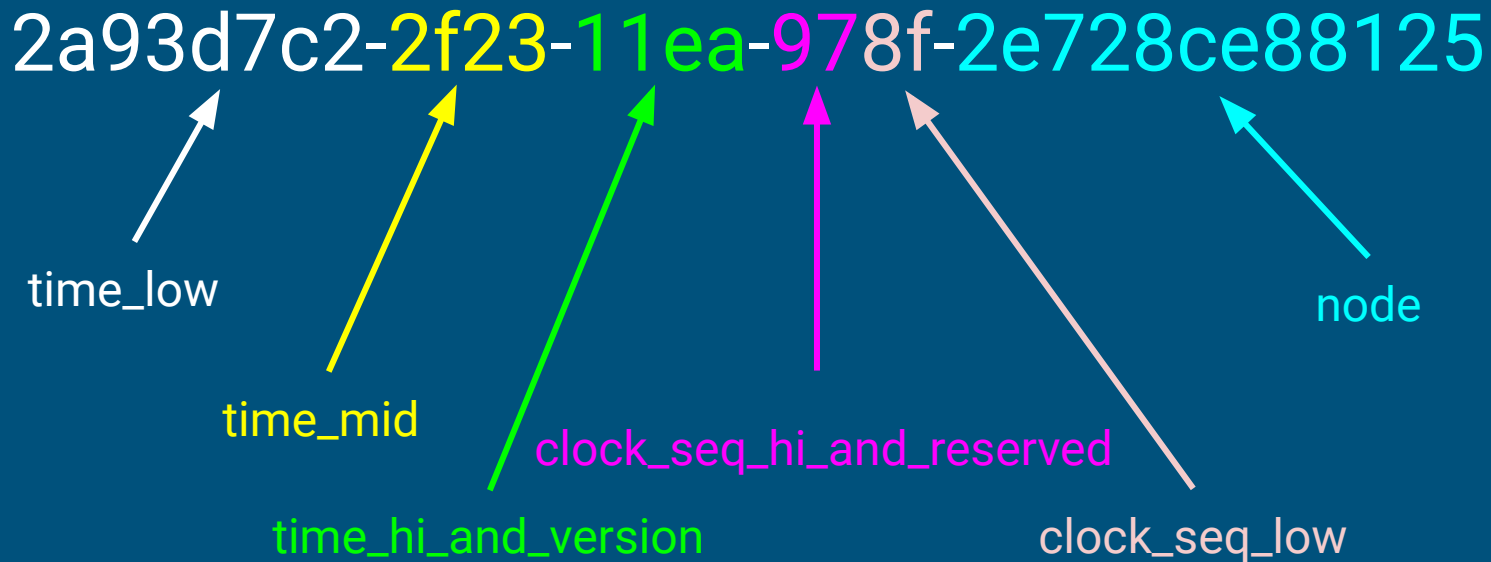 2a93d7c2-2f23-11ea-978f-2e728ce88125
time_low
node
time_mid
clock_seq_hi_and_reserved
time_hi_and_version
clock_seq_low